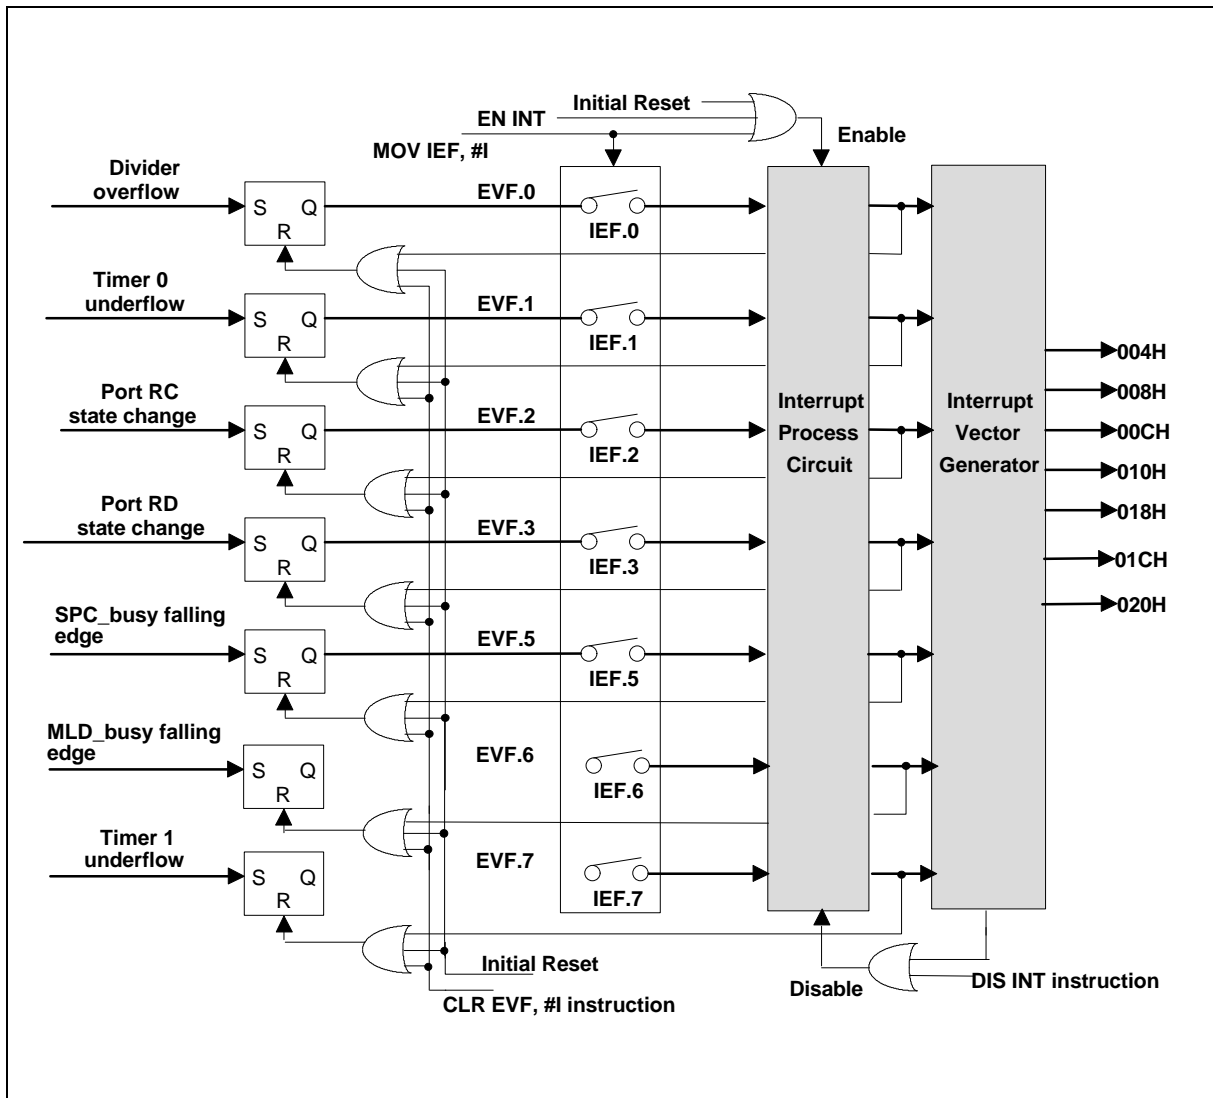 Initial Reset
EN INT
MOV IEF, #I
Enable
Divider
overflow
S Q
R
EVF.0
IEF.0
Timer 0
underflow
S Q
R
EVF.1
IEF.1
Port RC
state change
S Q
R
EVF.2
IEF.2
Port RD
state change
S Q
R
EVF.3
IEF.3
SPC_busy falling
edge
S Q
R
EVF.5
IEF.5
MLD_busy falling
edge
S Q
R
EVF.6
IEF.6
Timer 1
underflow
S Q
R
EVF.7
IEF.7
Interrupt
Process
Circuit
Interrupt
Vector
Generator
004H
008H
00CH
010H
018H
01CH
020H
Initial Reset
CLR EVF, #I instruction
Disable
DIS INT instruction